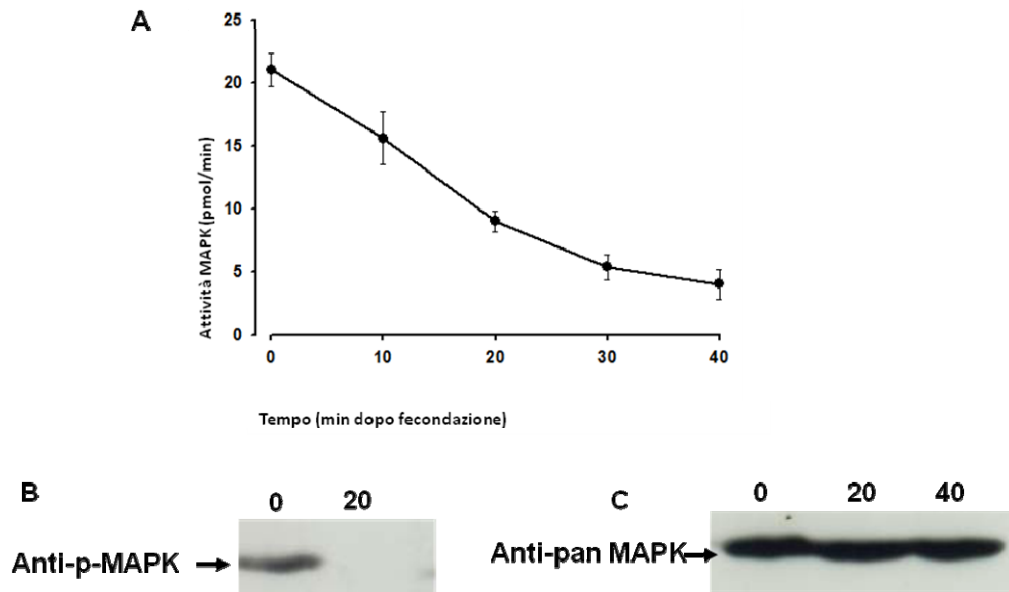 A
25
20
15
10
5
0
Attività MAPK (pmol/min)
0 10 20 30 40
Tempo (min dopo fecondazione)
B
0 20
Anti-p-MAPK
C
0 20 40
Anti-pan MAPK